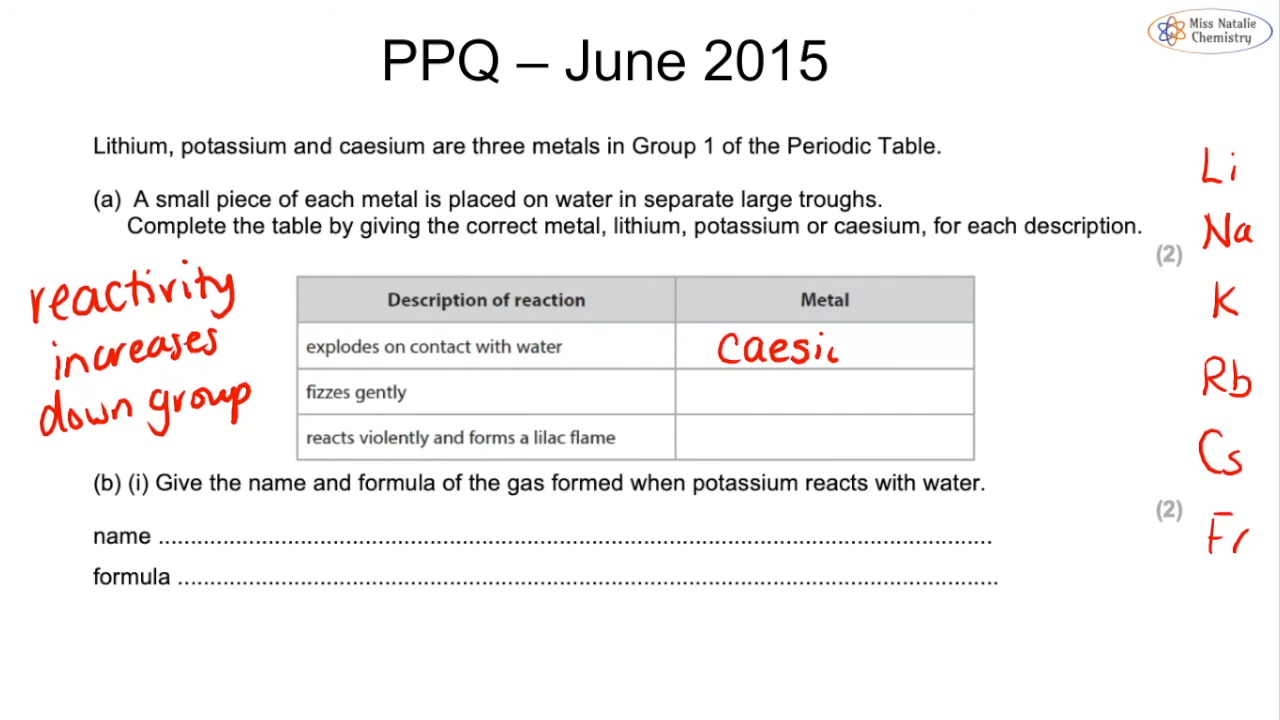 Miss Natalie
Chemistry
PPQ – June 2015
Lithium, potassium and caesium are three metals in Group 1 of the Periodic Table.
(a) A small piece of each metal is placed on water in separate large troughs.
Complete the table by giving the correct metal, lithium, potassium or caesium, for each description.
(2)
reactivity
increases
down group
Description of reaction Metal
explodes on contact with water caesi
fizzes gently
reacts violently and forms a lilac flame
(b) (i) Give the name and formula of the gas formed when potassium reacts with water.
(2)
name ....................................................................................................................................
formula ..................................................................................................................................
Li
Na
K
Rb
Cs
Fr